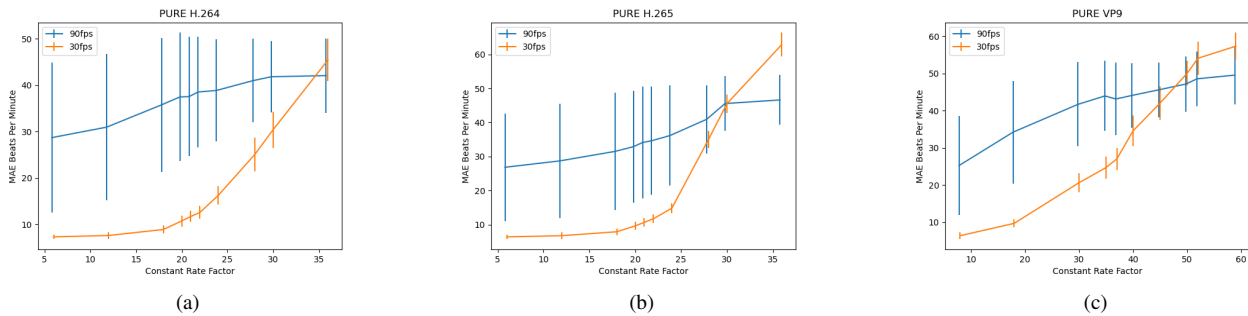 PURE H.264
90fps
30fps
MAE Beats Per Minute
50
40
30
20
10
5
10
15
20
25
30
35
Constant Rate Factor
(a)
PURE H.265
90fps
30fps
MAE Beats Per Minute
60
50
40
30
20
10
5
10
15
20
25
30
35
Constant Rate Factor
(b)
PURE VP9
90fps
30fps
MAE Beats Per Minute
60
50
40
30
20
10
10
20
30
40
50
60
Constant Rate Factor
(c)